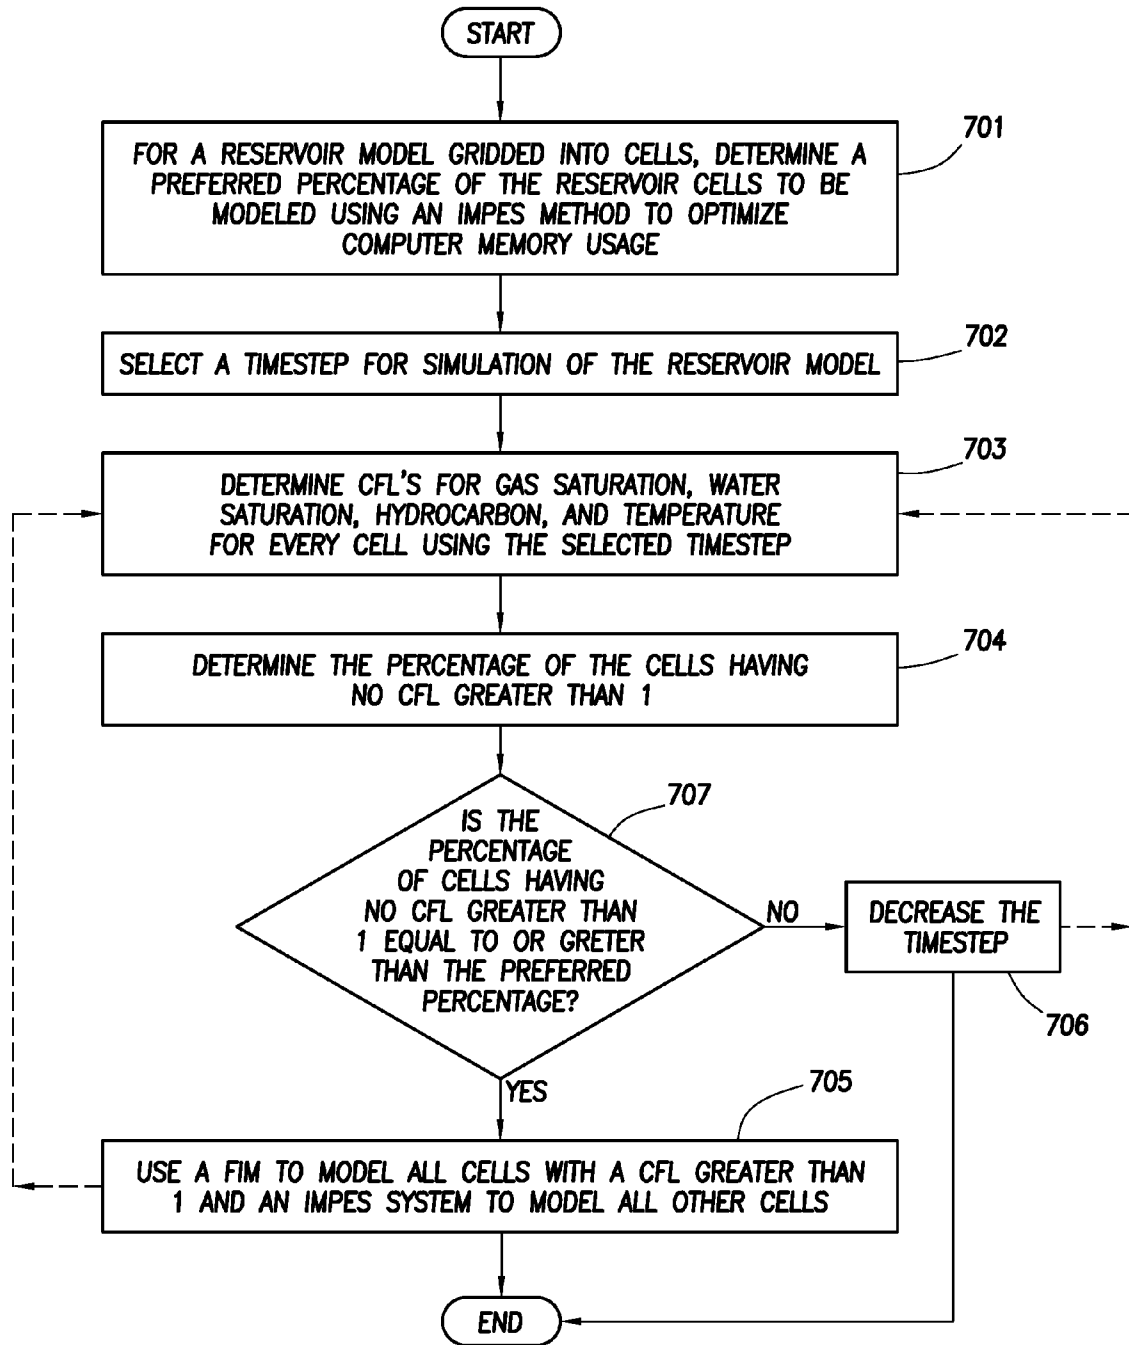 START
701
FOR A RESERVOIR MODEL GRIDDED INTO CELLS, DETERMINE A
PREFERRED PERCENTAGE OF THE RESERVOIR CELLS TO BE
MODELED USING AN IMPES METHOD TO OPTIMIZE
COMPUTER MEMORY USAGE
702
SELECT A TIMESTEP FOR SIMULATION OF THE RESERVOIR MODEL
703
DETERMINE CFL'S FOR GAS SATURATION, WATER
SATURATION, HYDROCARBON, AND TEMPERATURE
FOR EVERY CELL USING THE SELECTED TIMESTEP
704
DETERMINE THE PERCENTAGE OF THE CELLS HAVING
NO CFL GREATER THAN 1
707
IS THE
PERCENTAGE
OF CELLS HAVING
NO CFL GREATER THAN
1 EQUAL TO OR GRETER
THAN THE PREFERRED
PERCENTAGE?
NO
DECREASE THE
TIMESTEP
706
YES
705
USE A FIM TO MODEL ALL CELLS WITH A CFL GREATER THAN
1 AND AN IMPES SYSTEM TO MODEL ALL OTHER CELLS
END